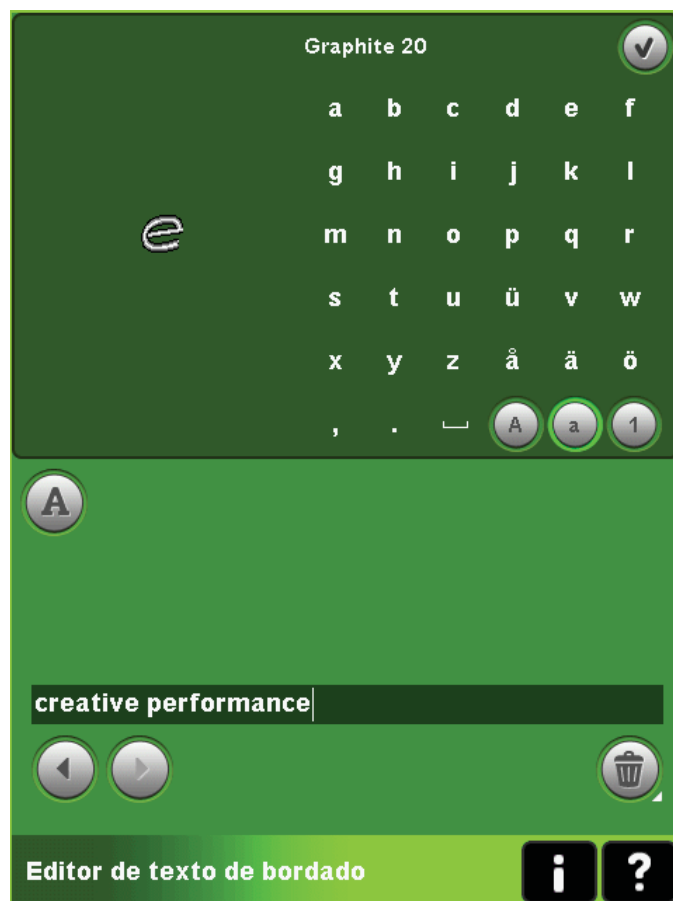 Graphite 20
a b c d e f
g h i j k l
e
m n o p q r
s t u ü v w
x y z å ä ö
, . ⎵ A a 1
A
creative performance
Editor de texto de bordado i ?